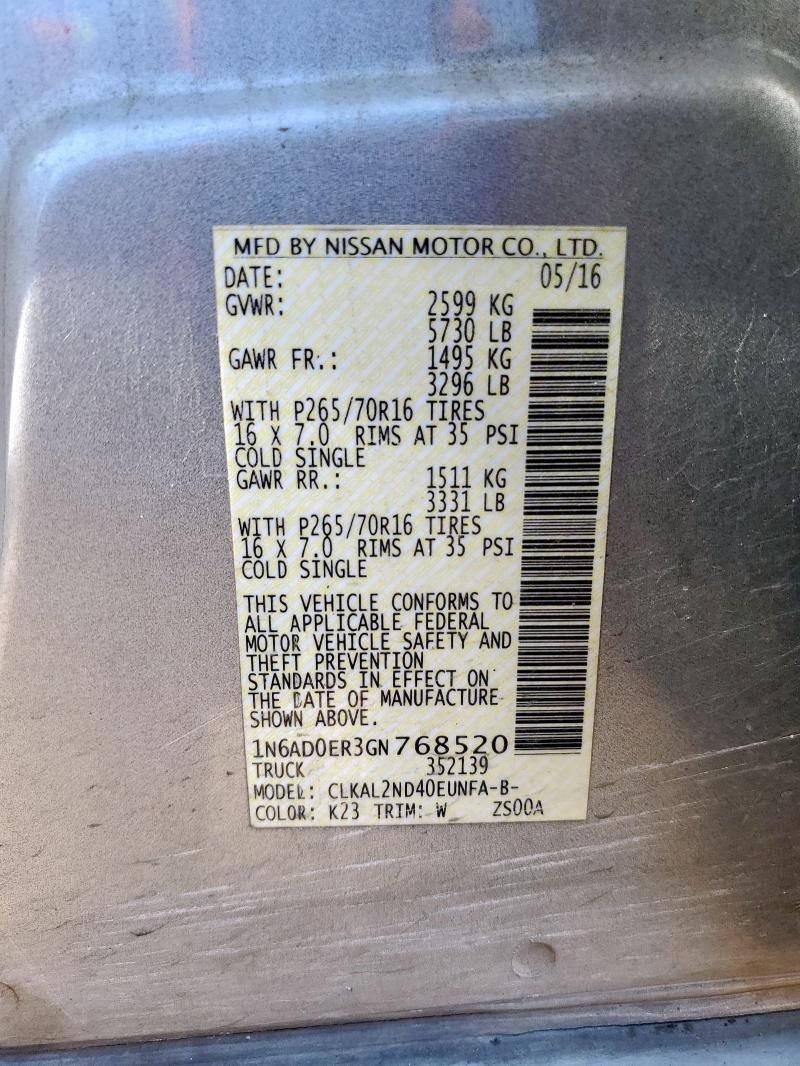 MFD BY NISSAN MOTOR CO., LTD.
DATE: 05/16
GVWR: 2599 KG
5730 LB
GAWR FR.: 1495 KG
3296 LB
WITH P265/70R16 TIRES
16 X 7.0 RIMS AT 35 PSI
COLD SINGLE
GAWR RR.: 1511 KG
3331 LB
WITH P265/70R16 TIRES
16 X 7.0 RIMS AT 35 PSI
COLD SINGLE
THIS VEHICLE CONFORMS TO
ALL APPLICABLE FEDERAL
MOTOR VEHICLE SAFETY AND
THEFT PREVENTION
STANDARDS IN EFFECT ON
THE DATE OF MANUFACTURE
SHOWN ABOVE.
1N6AD0ER3GN768520
TRUCK 352139
MODEL: CLKAL2ND40EUNFA-B-
COLOR: K23 TRIM: W ZS00A